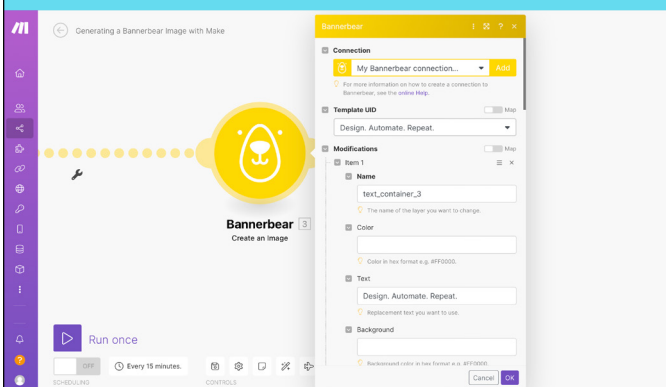 Generating a Bannerbear Image with Make
Bannerbear
Connection
My Bannerbear connection...
Add
For more information on how to create a connection to
Bannerbear, see the online Help.
Template UID
Map
Design. Automate. Repeat.
Modifications
Map
Item 1
Name
text_container_3
The name of the layer you want to change.
Color
Color in hex format e.g. #FF0000.
Text
Design. Automate. Repeat.
Replacement text you want to use.
Background
Background color in hex format e.g. #FF0000.
Cancel
OK
Bannerbear 3
Create an image
Run once
OFF
Every 15 minutes.
SCHEDULING
CONTROLS